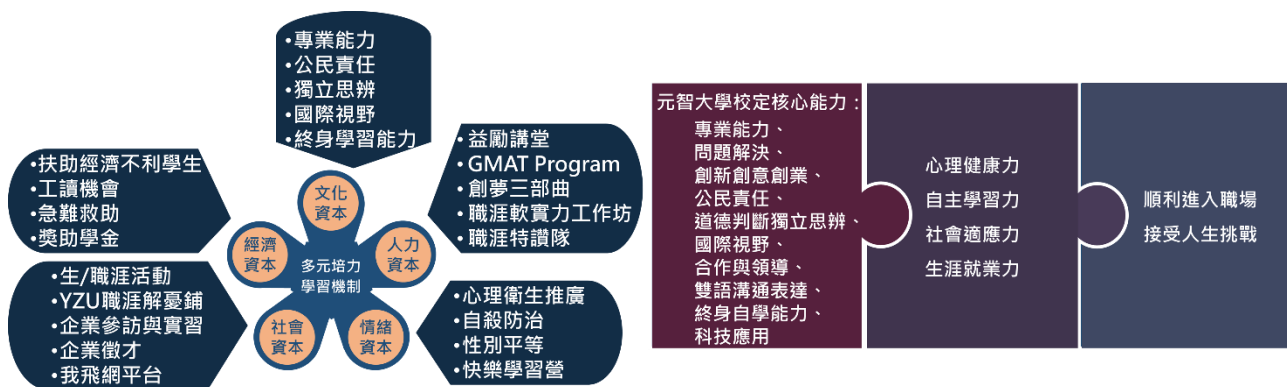 •專業能力
•公民責任
•獨立思辨
•國際視野
•終身學習能力
•扶助經濟不利學生
•工讀機會
•急難救助
•獎助學金
•益勵講堂
•GMAT Program
•創夢三部曲
•職涯軟實力工作坊
•職涯特讚隊
文化
資本
經濟
資本
人力
資本
多元培力
學習機制
社會
資本
情緒
資本
•生/職涯活動
•YZU職涯解憂鋪
•企業參訪與實習
•企業徵才
•我飛網平台
•心理衛生推廣
•自殺防治
•性別平等
•快樂學習營
元智大學校定核心能力：
專業能力、
問題解決、
創新創意創業、
公民責任、
道德判斷獨立思辨、
國際視野、
合作與領導、
雙語溝通表達、
終身自學能力、
科技應用
心理健康力
自主學習力
社會適應力
生涯就業力
順利進入職場
接受人生挑戰